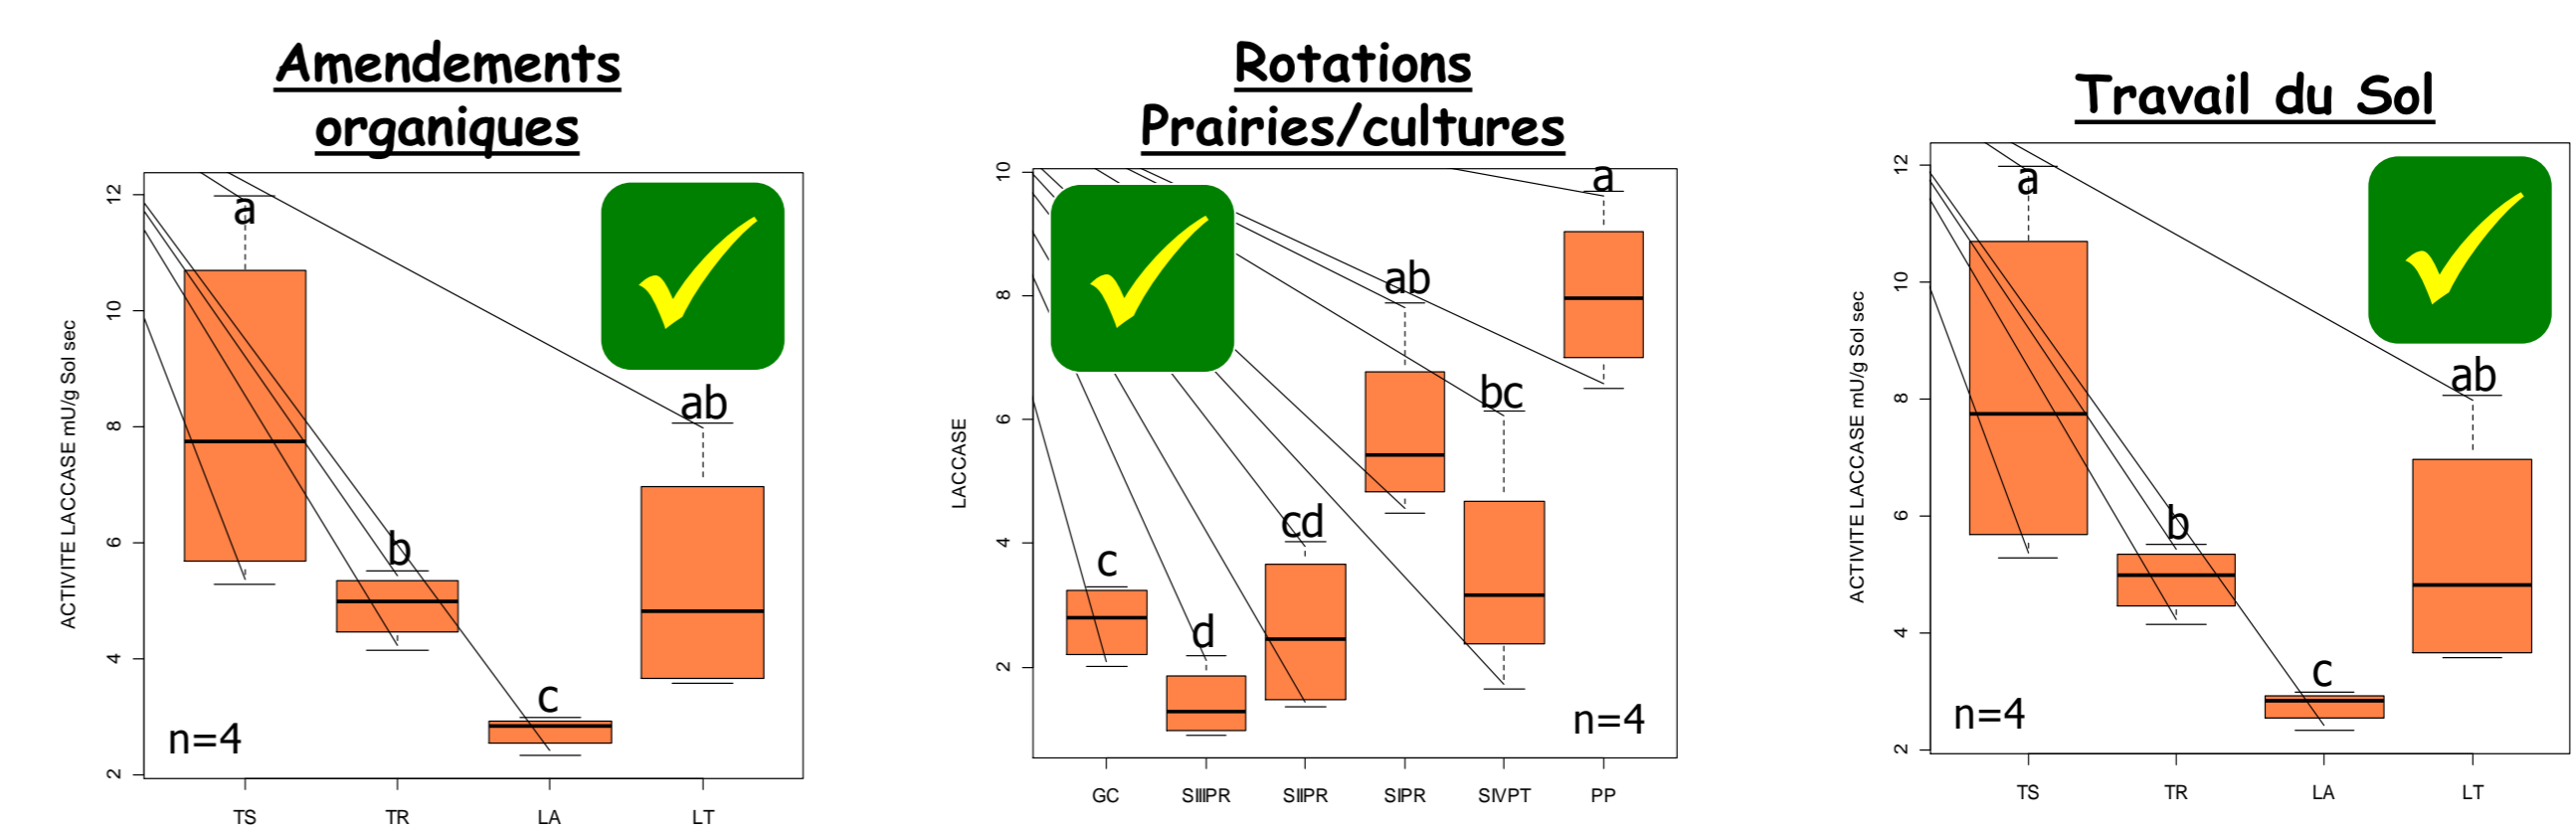 Amendements
organiques
ACTIVITE LACCASE mU/g Sol sec
12
10
8
6
4
2
a
b
c
ab
n=4
TS TR LA LT
Rotations
Prairies/cultures
LACCASE
10
8
6
4
2
c
d
cd
ab
bc
a
n=4
GC SIIIPR SIIPR SIPR SIVPT PP
Travail du Sol
ACTIVITE LACCASE mU/g Sol sec
12
10
8
6
4
2
a
b
c
ab
n=4
TS TR LA LT